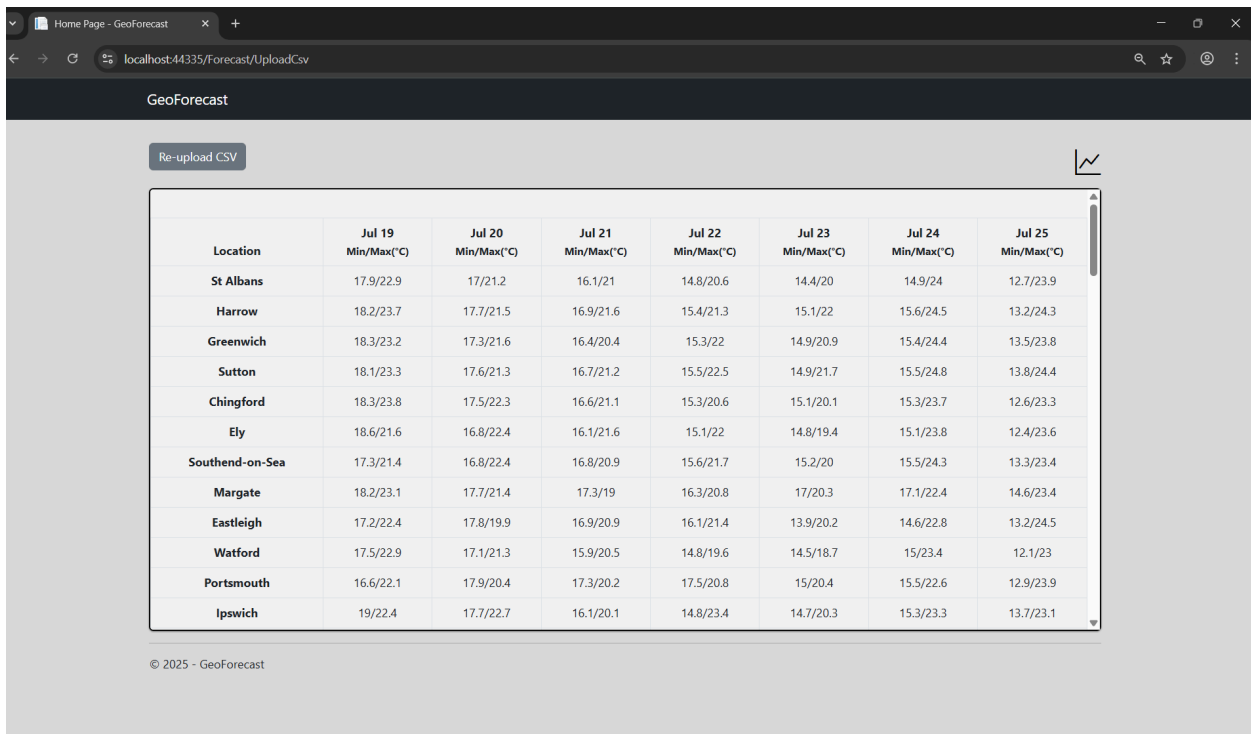 Home Page - GeoForecast
localhost:44335/Forecast/UploadCsv
GeoForecast
Re-upload CSV
Location Jul 19 Min/Max(°C) Jul 20 Min/Max(°C) Jul 21 Min/Max(°C) Jul 22 Min/Max(°C) Jul 23 Min/Max(°C) Jul 24 Min/Max(°C) Jul 25 Min/Max(°C)
St Albans 17.9/22.9 17/21.2 16.1/21 14.8/20.6 14.4/20 14.9/24 12.7/23.9
Harrow 18.2/23.7 17.7/21.5 16.9/21.6 15.4/21.3 15.1/22 15.6/24.5 13.2/24.3
Greenwich 18.3/23.2 17.3/21.6 16.4/20.4 15.3/22 14.9/20.9 15.4/24.4 13.5/23.8
Sutton 18.1/23.3 17.6/21.3 16.7/21.2 15.5/22.5 14.9/21.7 15.5/24.8 13.8/24.4
Chingford 18.3/23.8 17.5/22.3 16.6/21.1 15.3/20.6 15.1/20.1 15.3/23.7 12.6/23.3
Ely 18.6/21.6 16.8/22.4 16.1/21.6 15.1/22 14.8/19.4 15.1/23.8 12.4/23.6
Southend-on-Sea 17.3/21.4 16.8/22.4 16.8/20.9 15.6/21.7 15.2/20 15.5/24.3 13.3/23.4
Margate 18.2/23.1 17.7/21.4 17.3/19 16.3/20.8 17/20.3 17.1/22.4 14.6/23.4
Eastleigh 17.2/22.4 17.8/19.9 16.9/20.9 16.1/21.4 13.9/20.2 14.6/22.8 13.2/24.5
Watford 17.5/22.9 17.1/21.3 15.9/20.5 14.8/19.6 14.5/18.7 15/23.4 12.1/23
Portsmouth 16.6/22.1 17.9/20.4 17.3/20.2 17.5/20.8 15/20.4 15.5/22.6 12.9/23.9
Ipswich 19/22.4 17.7/22.7 16.1/20.1 14.8/23.4 14.7/20.3 15.3/23.3 13.7/23.1
© 2025 - GeoForecast